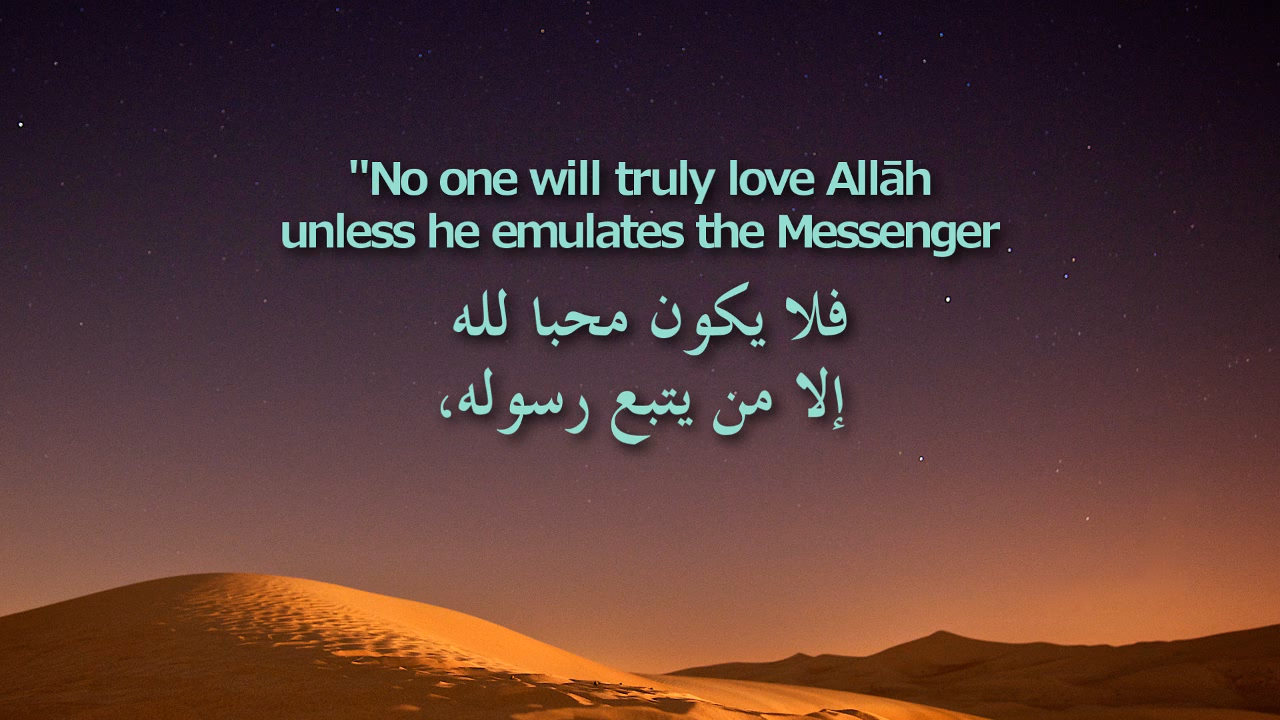 "No one will truly love Allāh
unless he emulates the Messenger
فلا يكون محبا لله
إلا من يتبع رسوله،